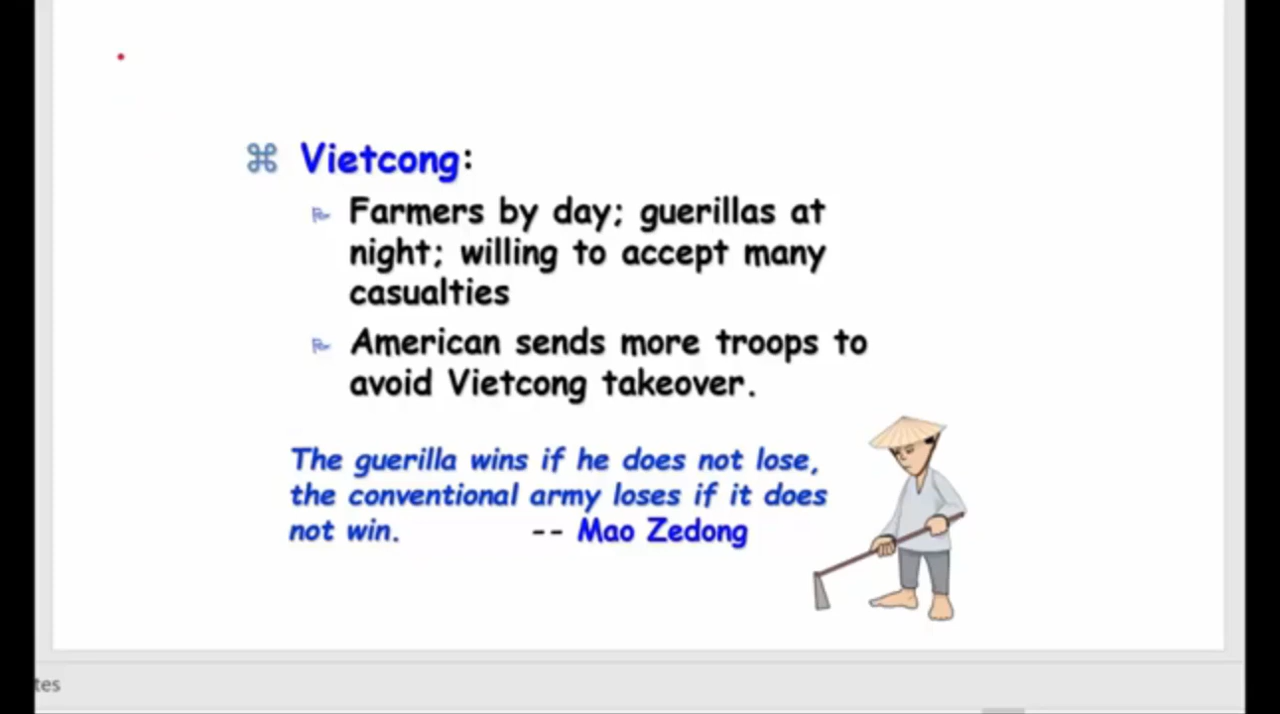 Vietcong:
Farmers by day; guerillas at
night; willing to accept many
casualties
American sends more troops to
avoid Vietcong takeover.
The guerilla wins if he does not lose,
the conventional army loses if it does
not win. -- Mao Zedong
tes